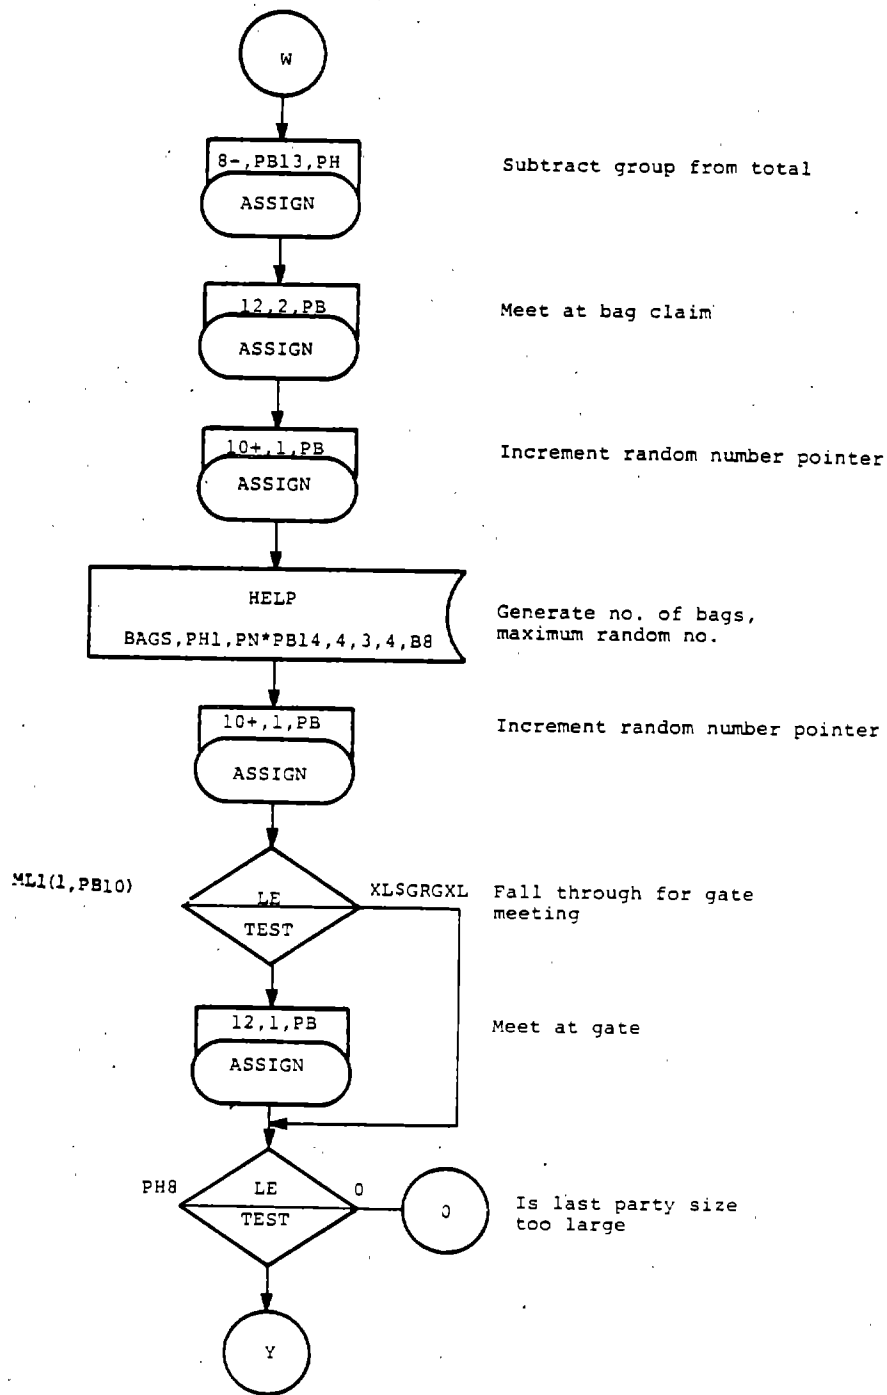 W
8-,PB13,PH
ASSIGN
Subtract group from total
12,2,PB
ASSIGN
Meet at bag claim
10+,1,PB
ASSIGN
Increment random number pointer
HELP
BAGS,PH1,PN*PB14,4,3,4,B8
Generate no. of bags,
maximum random no.
10+,1,PB
ASSIGN
Increment random number pointer
ML1(1,PB10)
LE
TEST
XLSGRGXL
Fall through for gate
meeting
12,1,PB
ASSIGN
Meet at gate
PH8
LE
TEST
0
Is last party size
too large
Y